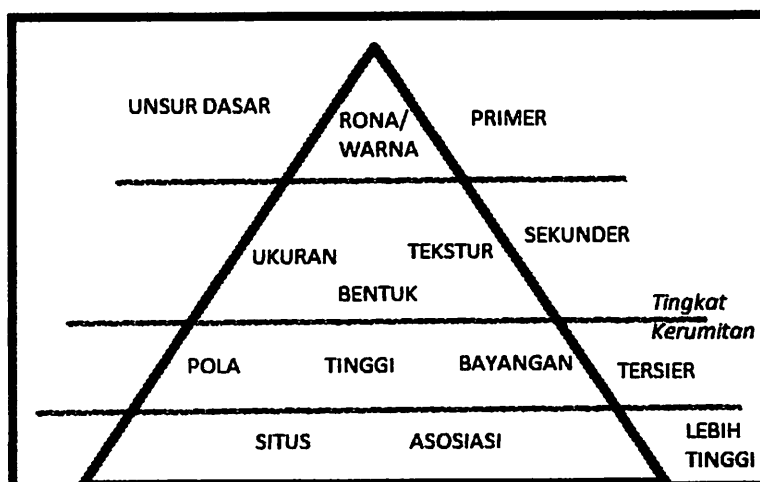 UNSUR DASAR
RONA/
WARNA
PRIMER
UKURAN
TEKSTUR
SEKUNDER
BENTUK
Tingkat
Kerumitan
POLA
TINGGI
BAYANGAN
TERSIER
SITUS
ASOSIASI
LEBIH
TINGGI